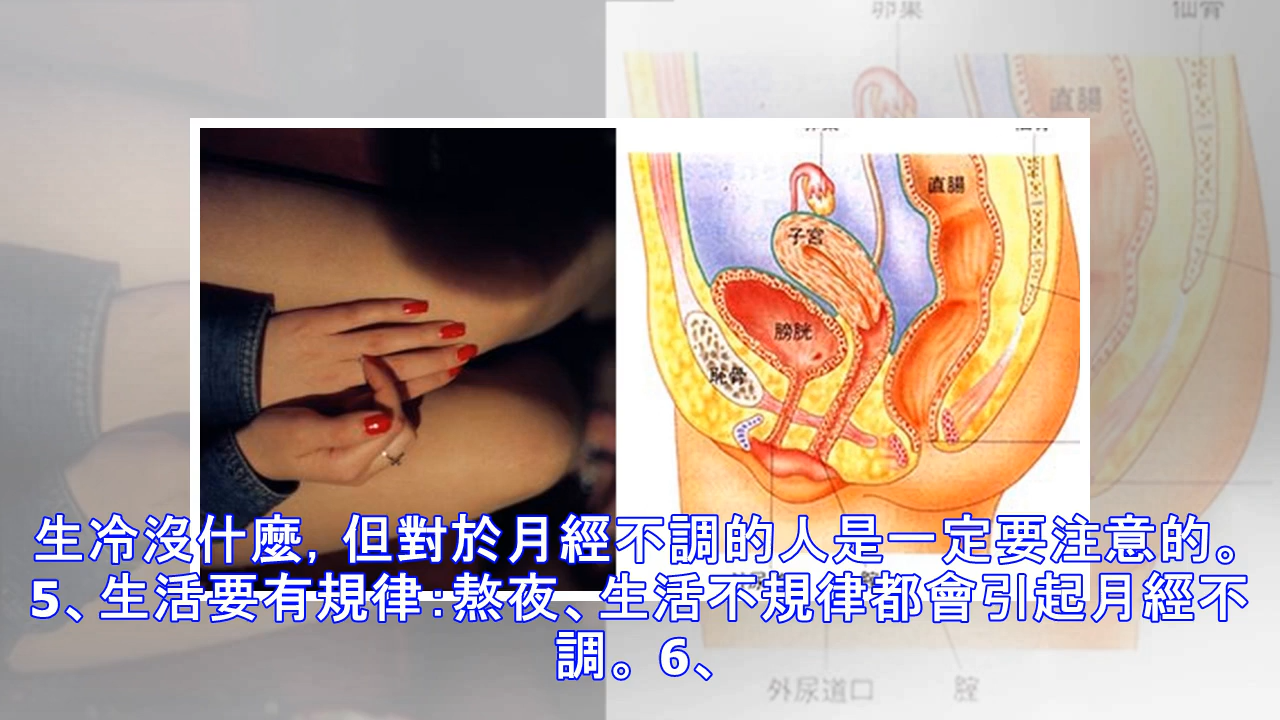 卵巢
仙骨
直腸
直腸
子宮
膀胱
恥骨
生冷沒什麼，但對於月經不調的人是一定要注意的。
5、生活要有規律：熬夜、生活不規律都會引起月經不
調。6、
外尿道口
腟